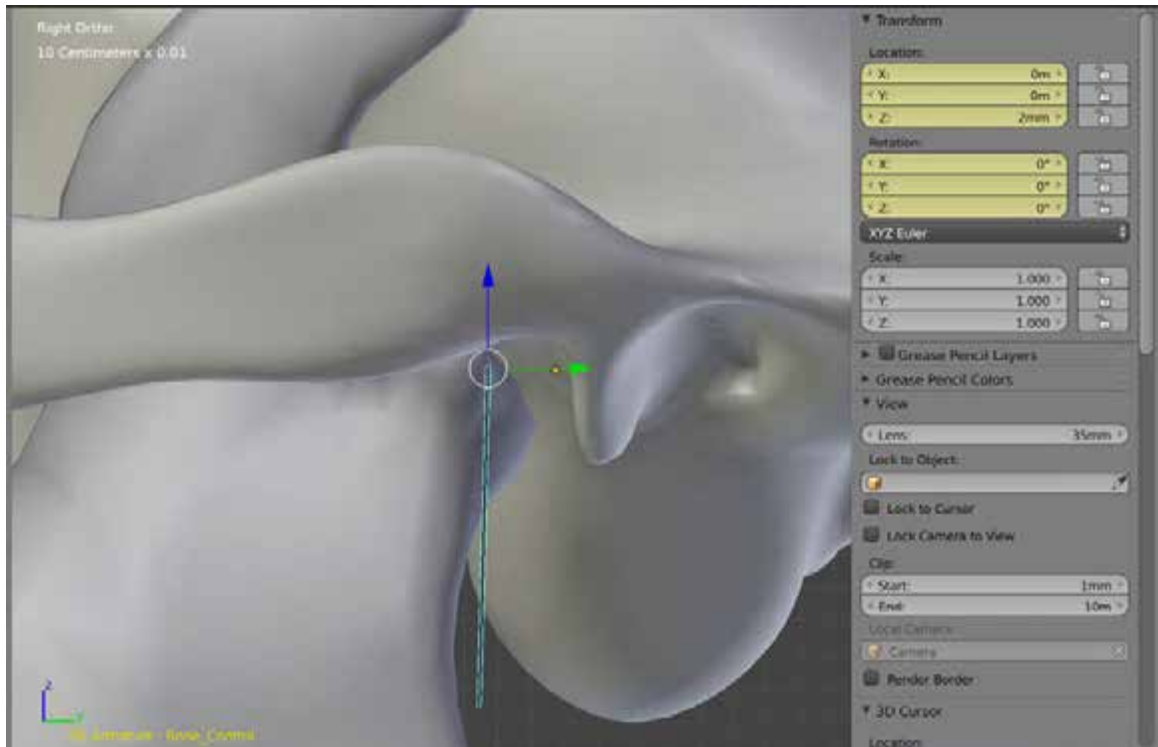 Right Ortho
10 Centimeters x 0.01
Transform
Location:
X: 0m
Y: 0m
Z: 2mm
Rotation:
X: 0°
Y: 0°
Z: 0°
XYZ Euler
Scale:
X: 1.000
Y: 1.000
Z: 1.000
Grease Pencil Layers
Grease Pencil Colors
View
Lens: 35mm
Lock to Object:
Lock to Cursor
Lock Camera to View
Clip:
Start: 1mm
End: 10m
Local Camera:
Camera
Render Border
3D Cursor
Location:
z
y
Armature : Bone_Control